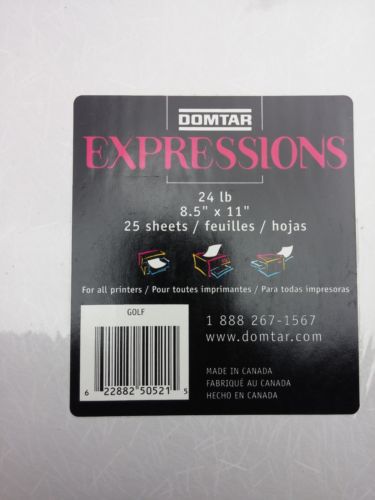 DOMTAR
EXPRESSIONS
24 lb
8.5" x 11"
25 sheets / feuilles / hojas
For all printers / Pour toutes imprimantes / Para todas impresoras
GOLF
6 22882 50521 5
1 888 267-1567
www.domtar.com
MADE IN CANADA
FABRIQUÉ AU CANADA
HECHO EN CANADA